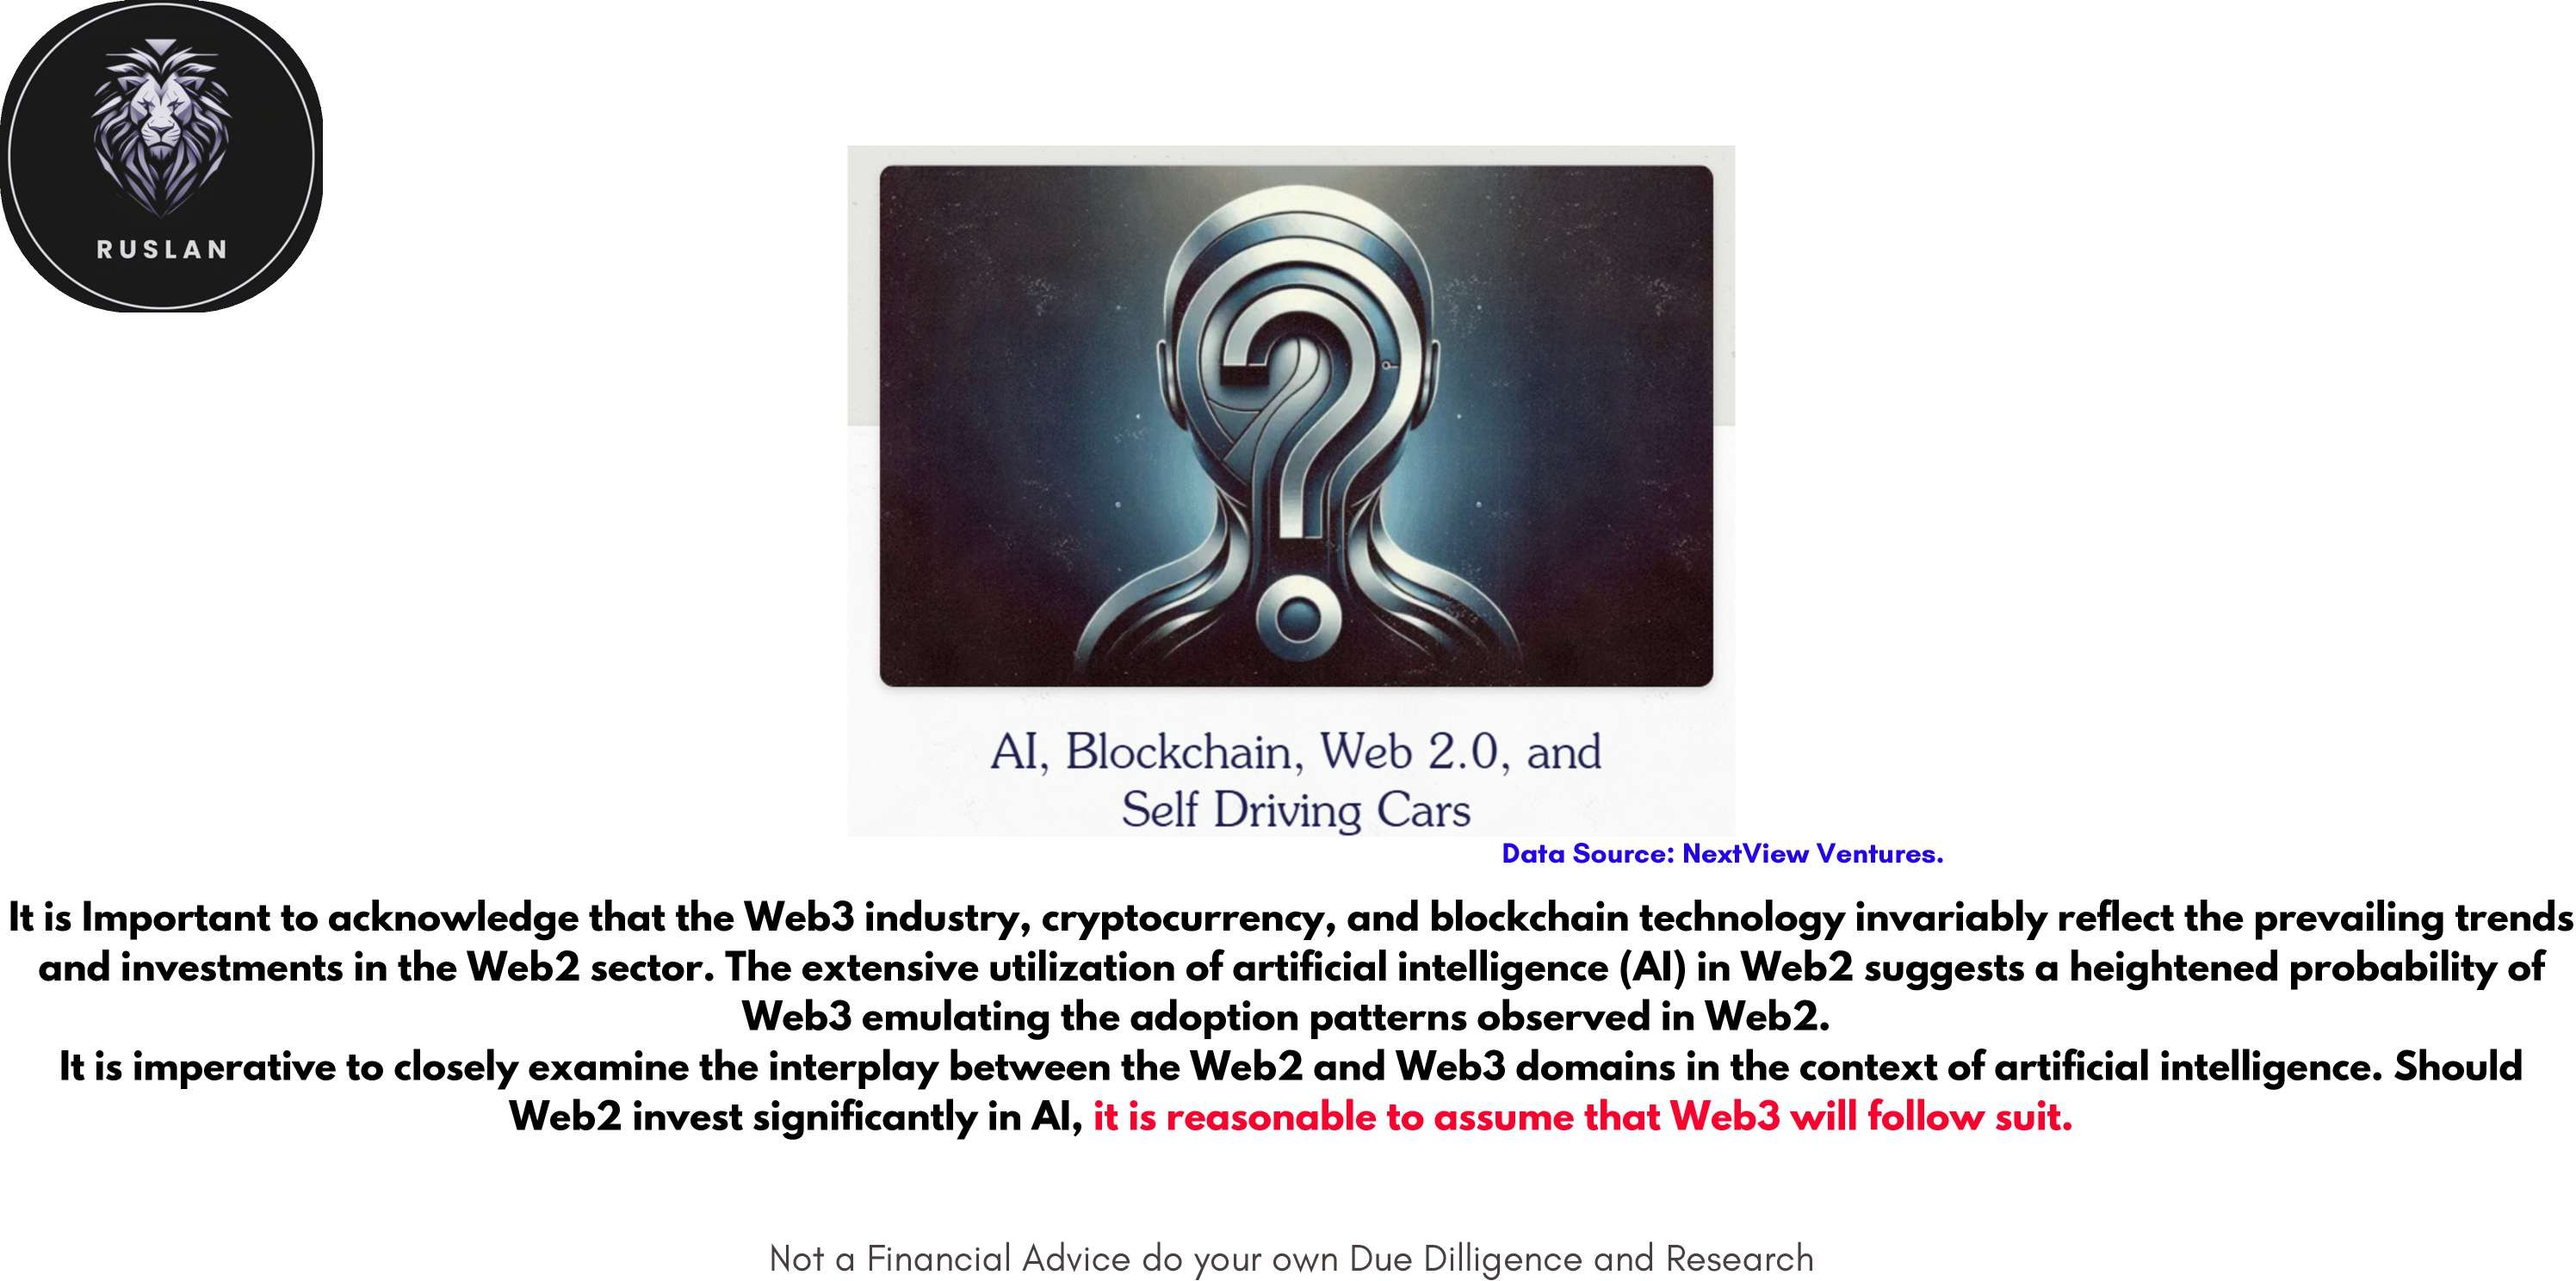 RUSLAN
AI, Blockchain, Web 2.0, and
Self Driving Cars
Data Source: NextView Ventures.
It is Important to acknowledge that the Web3 industry, cryptocurrency, and blockchain technology invariably reflect the prevailing trends
and investments in the Web2 sector. The extensive utilization of artificial intelligence (AI) in Web2 suggests a heightened probability of
Web3 emulating the adoption patterns observed in Web2.
It is imperative to closely examine the interplay between the Web2 and Web3 domains in the context of artificial intelligence. Should
Web2 invest significantly in AI, it is reasonable to assume that Web3 will follow suit.
Not a Financial Advice do your own Due Dilligence and Research